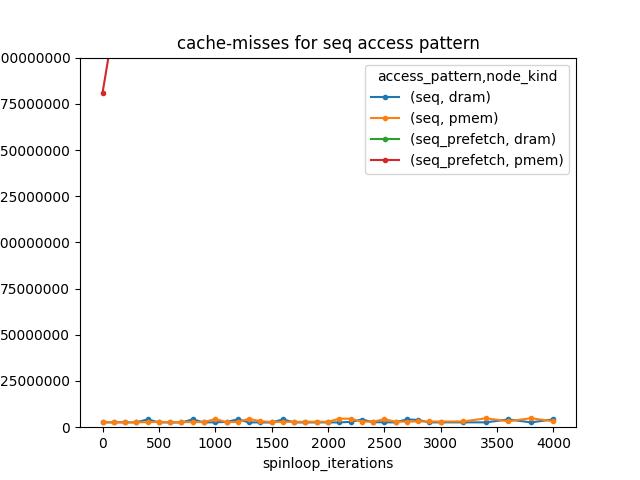 cache-misses for seq access pattern
00000000
75000000
50000000
25000000
00000000
75000000
50000000
25000000
0
access_pattern,node_kind
(seq, dram)
(seq, pmem)
(seq_prefetch, dram)
(seq_prefetch, pmem)
0 500 1000 1500 2000 2500 3000 3500 4000
spinloop_iterations